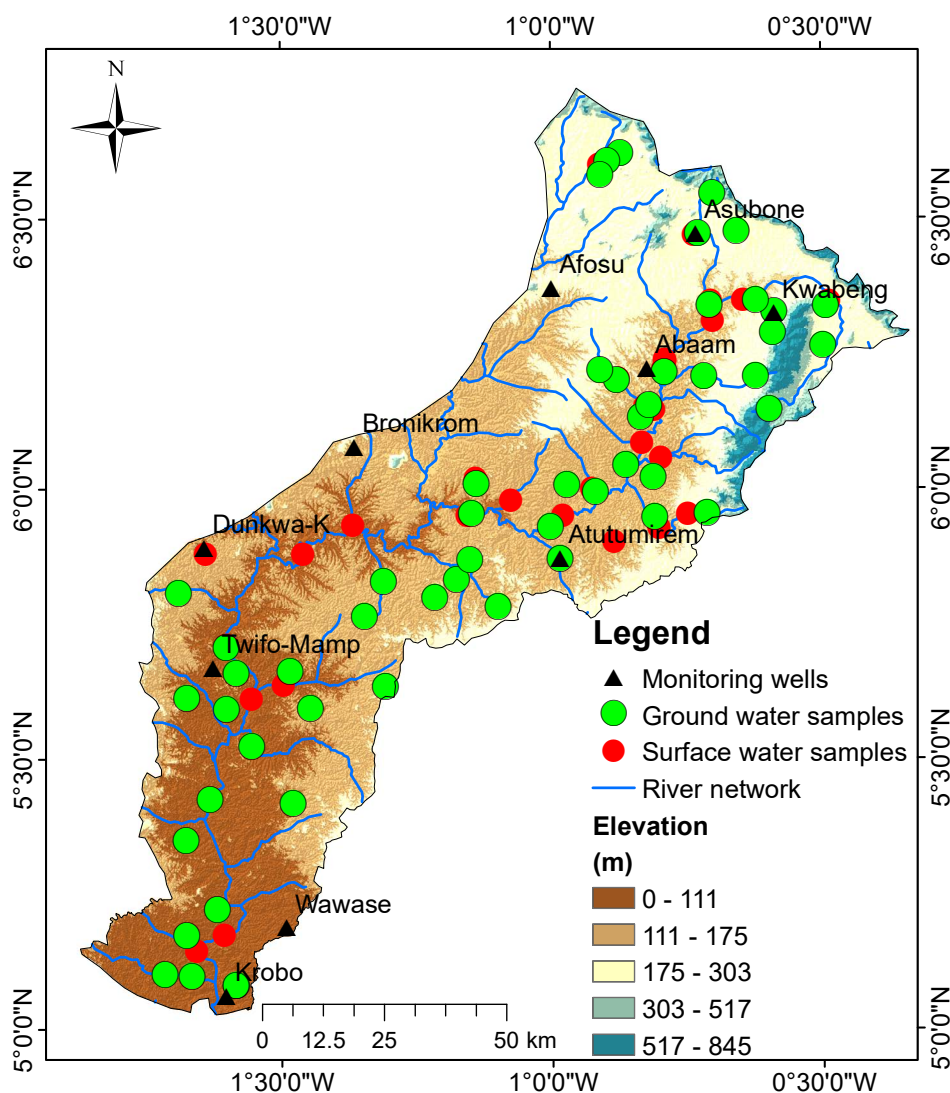 1°30'0"W 1°00'0"W 0°30'0"W
N
6°30'0"N
6°30'0"N
Asubone
Afosu
Kwabeng
Abaam
Bronikrom
6°0'0"N
6°0'0"N
Dunkwa-K
Atutumirem
Legend
Twifo-Mamp
Monitoring wells
Ground water samples
Surface water samples
River network
5°30'0"N
5°30'0"N
Elevation
(m)
0 - 111
111 - 175
175 - 303
303 - 517
517 - 845
Wawase
Krobo
0 12.5 25 50 km
5°0'0"N
5°0'0"N
1°30'0"W 1°00'0"W 0°30'0"W